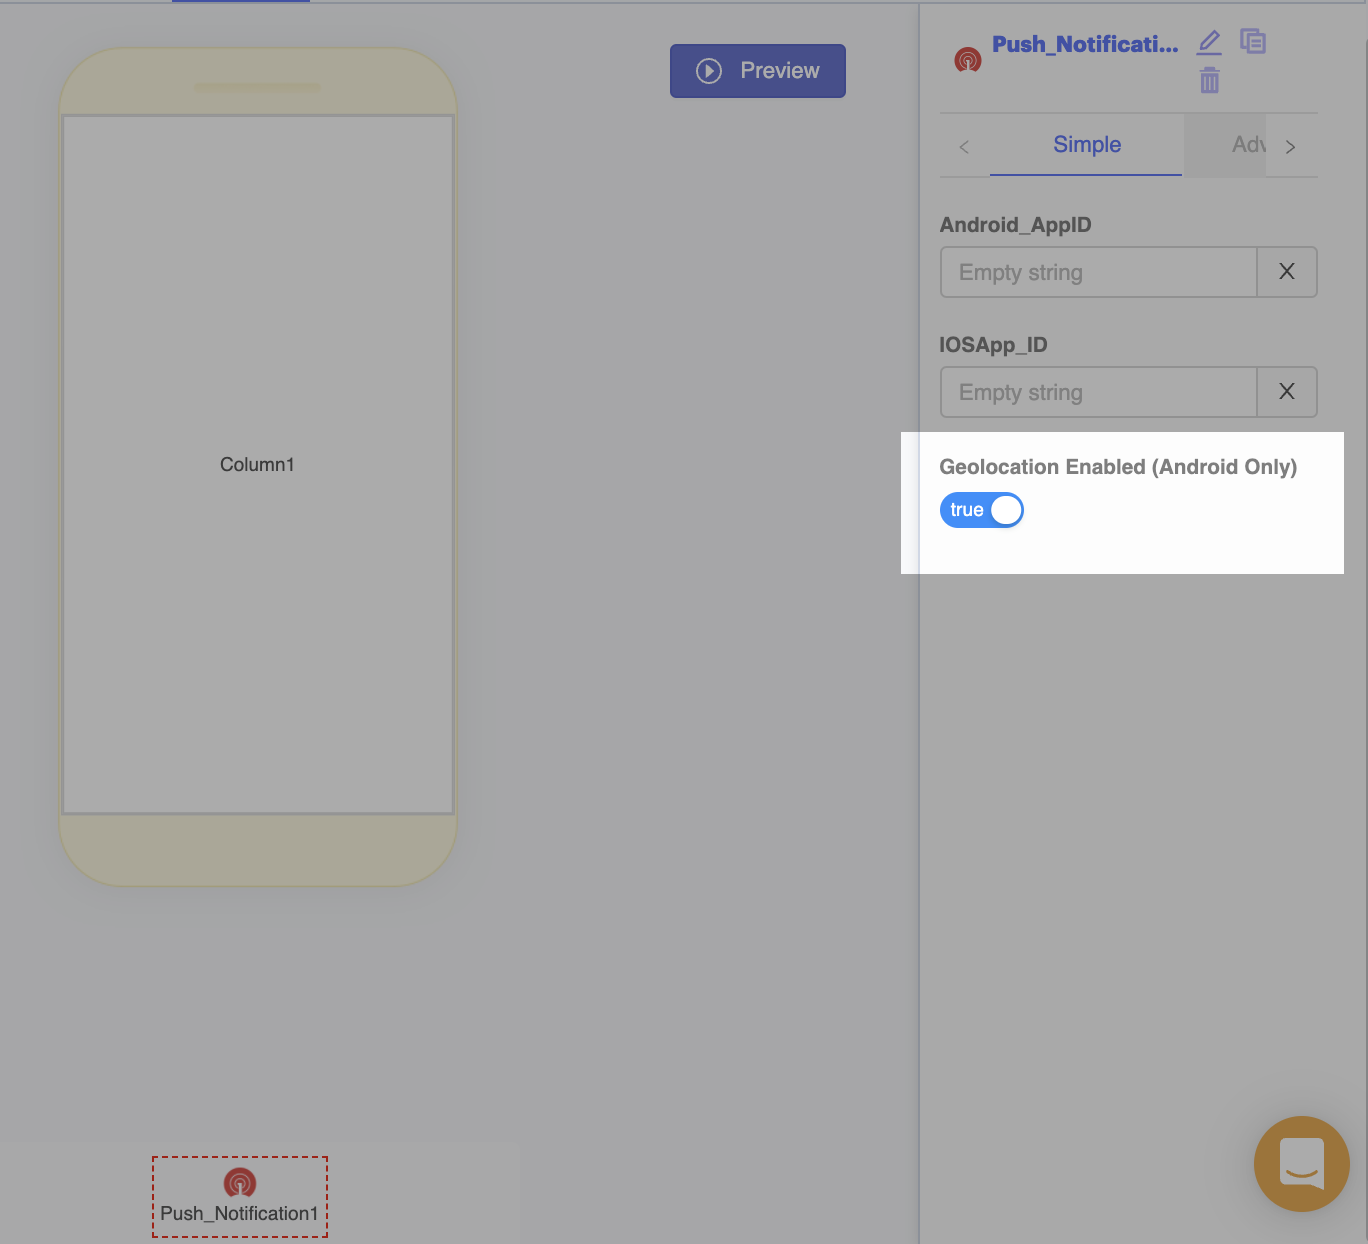 Preview
Push_Notificati...
Simple
Adv
Android_AppID
Empty string
X
IOSApp_ID
Empty string
X
Geolocation Enabled (Android Only)
true
Column1
Push_Notification1